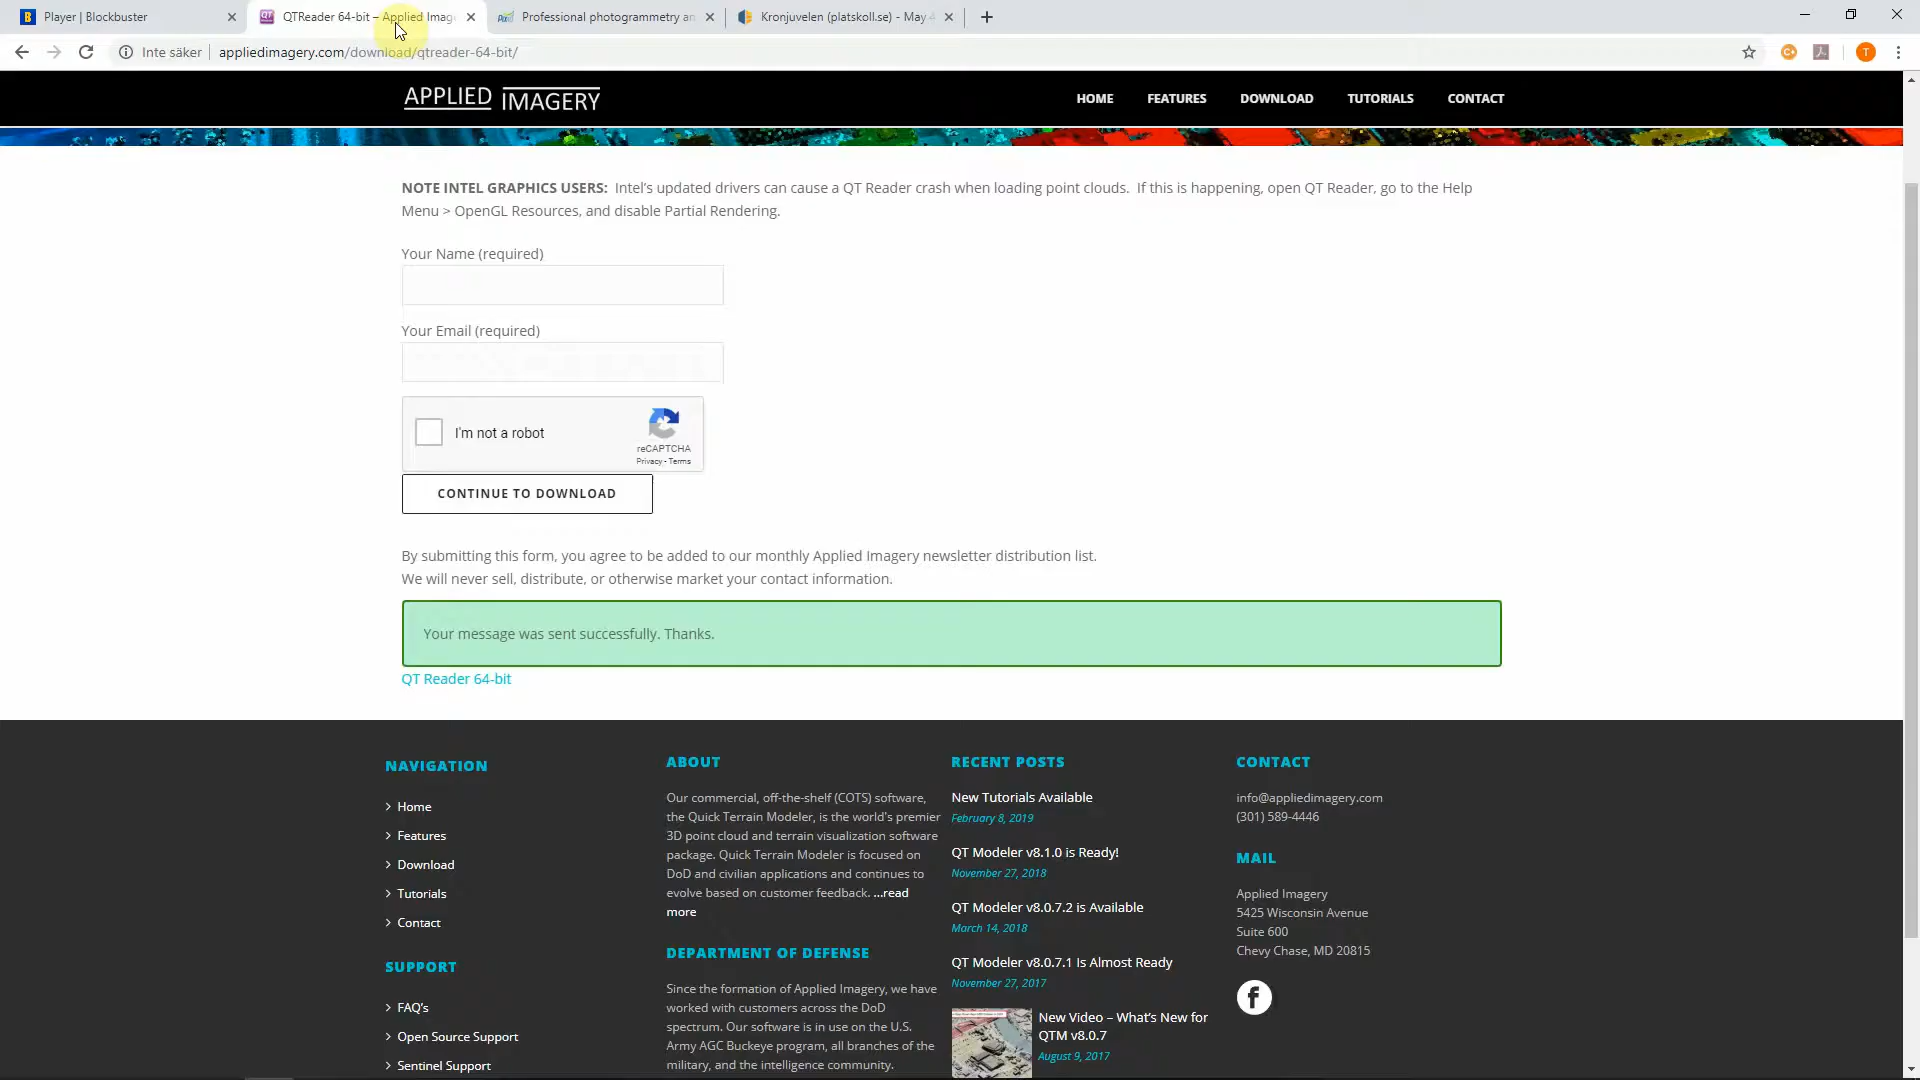 Player | Blockbuster
QTReader 64-bit – Applied Imag
Professional photogrammetry an
Kronjuvelen (platskoll.se) - May 4
Inte säker
appliedimagery.com/download/qtreader-64-bit/
T
APPLIED IMAGERY
HOME
FEATURES
DOWNLOAD
TUTORIALS
CONTACT
NOTE INTEL GRAPHICS USERS: Intel's updated drivers can cause a QT Reader crash when loading point clouds. If this is happening, open QT Reader, go to the Help
Menu > OpenGL Resources, and disable Partial Rendering.
Your Name (required)
Your Email (required)
I'm not a robot
reCAPTCHA
Privacy - Terms
CONTINUE TO DOWNLOAD
By submitting this form, you agree to be added to our monthly Applied Imagery newsletter distribution list.
We will never sell, distribute, or otherwise market your contact information.
Your message was sent successfully. Thanks.
QT Reader 64-bit
NAVIGATION
Home
Features
Download
Tutorials
Contact
SUPPORT
FAQ's
Open Source Support
Sentinel Support
ABOUT
Our commercial, off-the-shelf (COTS) software,
the Quick Terrain Modeler, is the world's premier
3D point cloud and terrain visualization software
package. Quick Terrain Modeler is focused on
DoD and civilian applications and continues to
evolve based on customer feedback. ...read
more
DEPARTMENT OF DEFENSE
Since the formation of Applied Imagery, we have
worked with customers across the DoD
spectrum. Our software is in use on the U.S.
Army AGC Buckeye program, all branches of the
military, and the intelligence community.
RECENT POSTS
New Tutorials Available
February 8, 2019
QT Modeler v8.1.0 is Ready!
November 27, 2018
QT Modeler v8.0.7.2 is Available
March 14, 2018
QT Modeler v8.0.7.1 Is Almost Ready
November 27, 2017
New Video – What's New for
QTM v8.0.7
August 9, 2017
CONTACT
info@appliedimagery.com
(301) 589-4446
MAIL
Applied Imagery
5425 Wisconsin Avenue
Suite 600
Chevy Chase, MD 20815